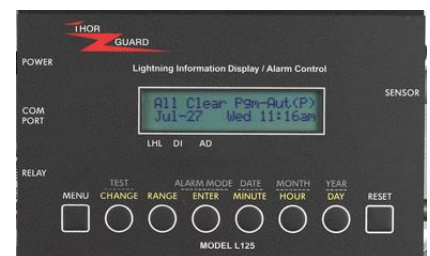 THOR
GUARD
POWER
Lightning Information Display / Alarm Control
SENSOR
All Clear Pgm-Aut(P)
Jul-27 Wed 11:16am
COM
PORT
LHL DI AD
RELAY
TEST ALARM MODE DATE MONTH YEAR
MENU CHANGE RANGE ENTER MINUTE HOUR DAY RESET
MODEL L125